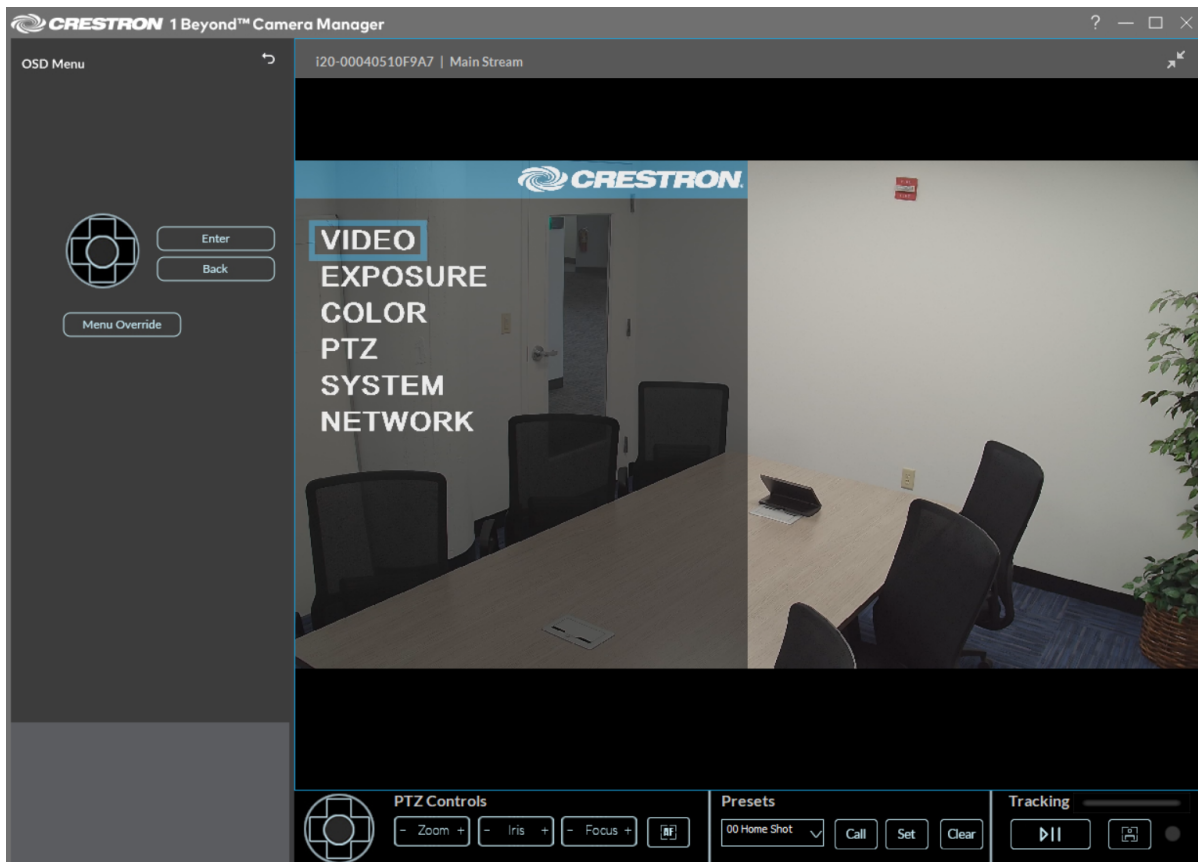 CRESTRON 1 Beyond™ Camera Manager
?
OSD Menu
i20-00040510F9A7 | Main Stream
CRESTRON
VIDEO
EXPOSURE
COLOR
PTZ
SYSTEM
NETWORK
Enter
Back
Menu Override
PTZ Controls
- Zoom +
- Iris +
- Focus +
AF
Presets
00 Home Shot
Call
Set
Clear
Tracking